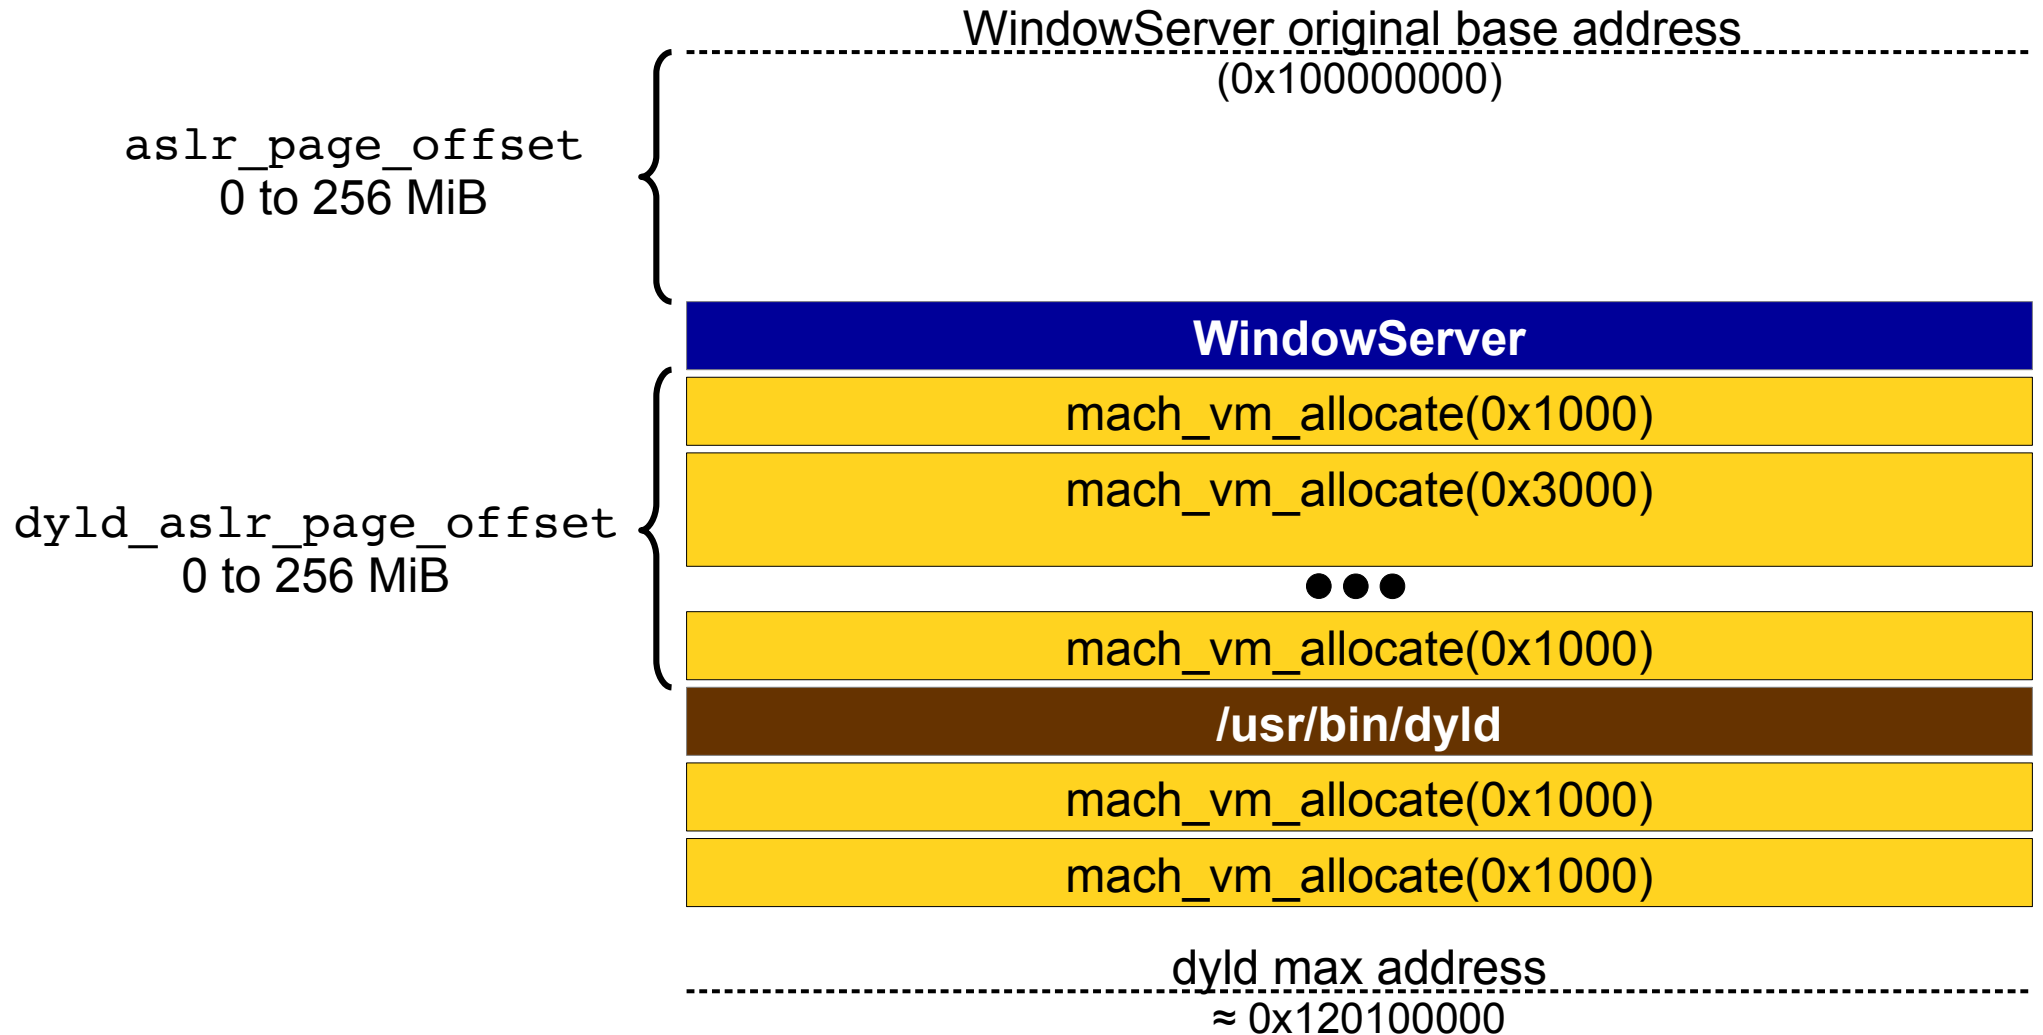 WindowServer original base address
(0x100000000)
aslr_page_offset
0 to 256 MiB
WindowServer
mach_vm_allocate(0x1000)
mach_vm_allocate(0x3000)
dyld_aslr_page_offset
0 to 256 MiB
●●●
mach_vm_allocate(0x1000)
/usr/bin/dyld
mach_vm_allocate(0x1000)
mach_vm_allocate(0x1000)
dyld max address
≈ 0x120100000